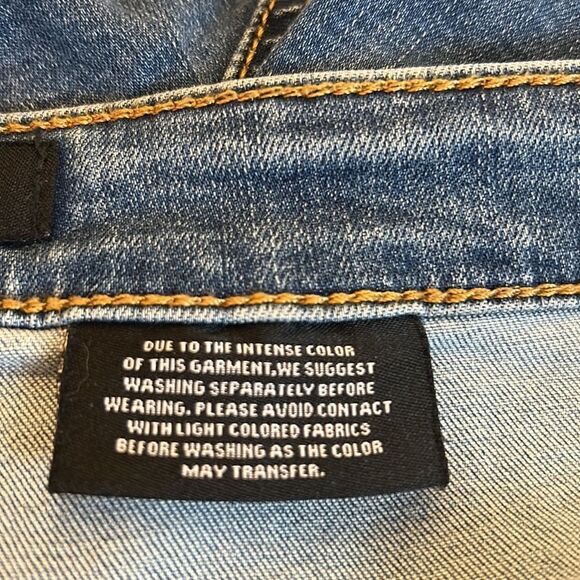 DUE TO THE INTENSE COLOR
OF THIS GARMENT,WE SUGGEST
WASHING SEPARATELY BEFORE
WEARING. PLEASE AVOID CONTACT
WITH LIGHT COLORED FABRICS
BEFORE WASHING AS THE COLOR
MAY TRANSFER.